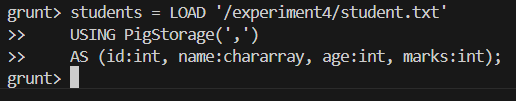 grunt> students = LOAD '/experiment4/student.txt'
>>     USING PigStorage(',')
>>     AS (id:int, name:chararray, age:int, marks:int);
grunt>